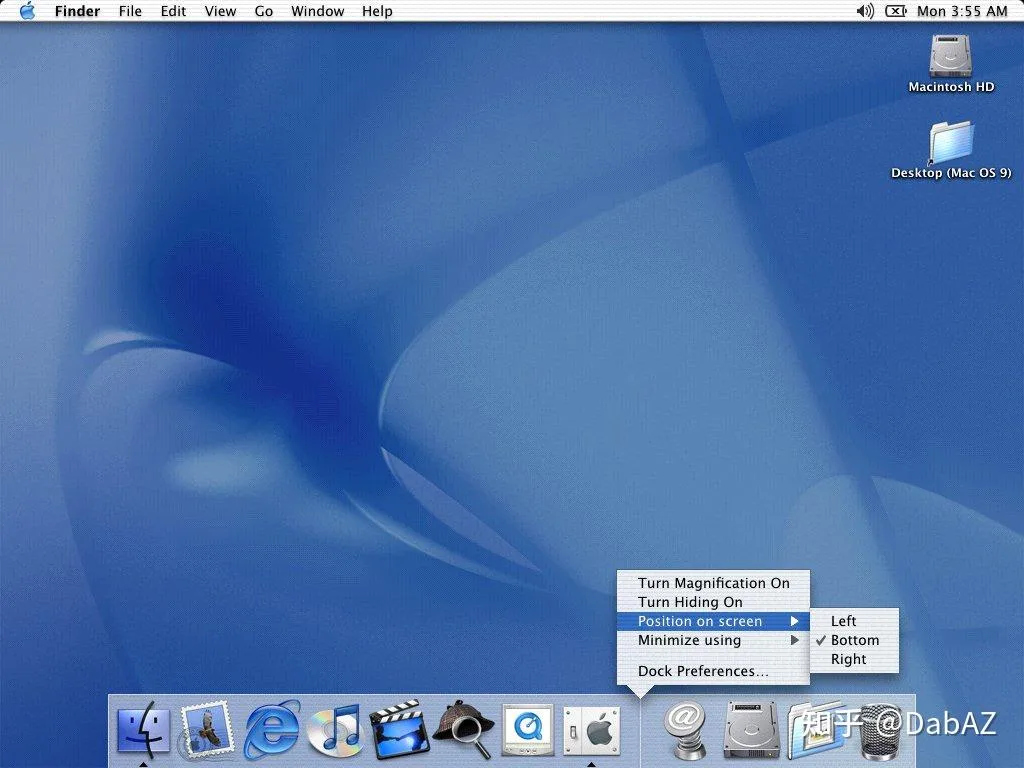 Finder File Edit View Go Window Help Mon 3:55 AM
Macintosh HD
Desktop (Mac OS 9)
Turn Magnification On
Turn Hiding On
Position on screen
Left
Minimize using
✓ Bottom
Right
Dock Preferences...
@
知乎 @DabAZ